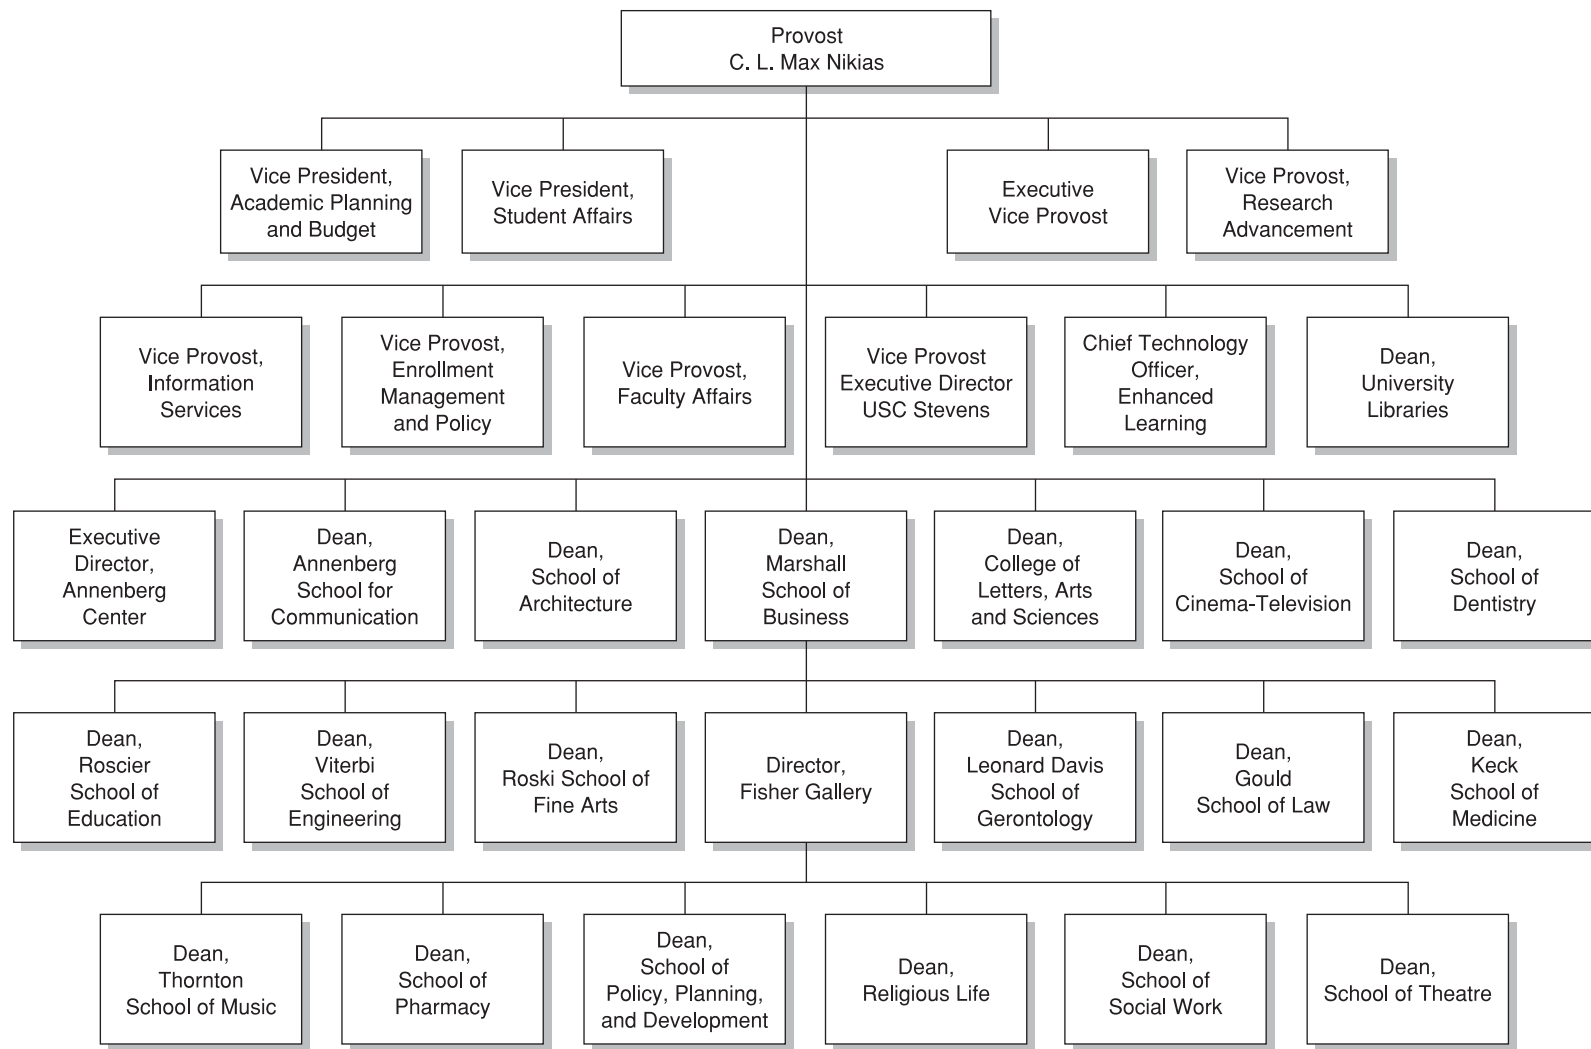 Provost
C. L. Max Nikias
Vice President,
Academic Planning
and Budget
Vice President,
Student Affairs
Executive
Vice Provost
Vice Provost,
Research
Advancement
Vice Provost,
Information
Services
Vice Provost,
Enrollment
Management
and Policy
Vice Provost,
Faculty Affairs
Vice Provost
Executive Director
USC Stevens
Chief Technology
Officer,
Enhanced
Learning
Dean,
University
Libraries
Executive
Director,
Annenberg
Center
Dean,
Annenberg
School for
Communication
Dean,
School of
Architecture
Dean,
Marshall
School of
Business
Dean,
College of
Letters, Arts
and Sciences
Dean,
School of
Cinema-Television
Dean,
School of
Dentistry
Dean,
Roscier
School of
Education
Dean,
Viterbi
School of
Engineering
Dean,
Roski School of
Fine Arts
Director,
Fisher Gallery
Dean,
Leonard Davis
School of
Gerontology
Dean,
Gould
School of Law
Dean,
Keck
School of
Medicine
Dean,
Thornton
School of Music
Dean,
School of
Pharmacy
Dean,
School of
Policy, Planning,
and Development
Dean,
Religious Life
Dean,
School of
Social Work
Dean,
School of Theatre